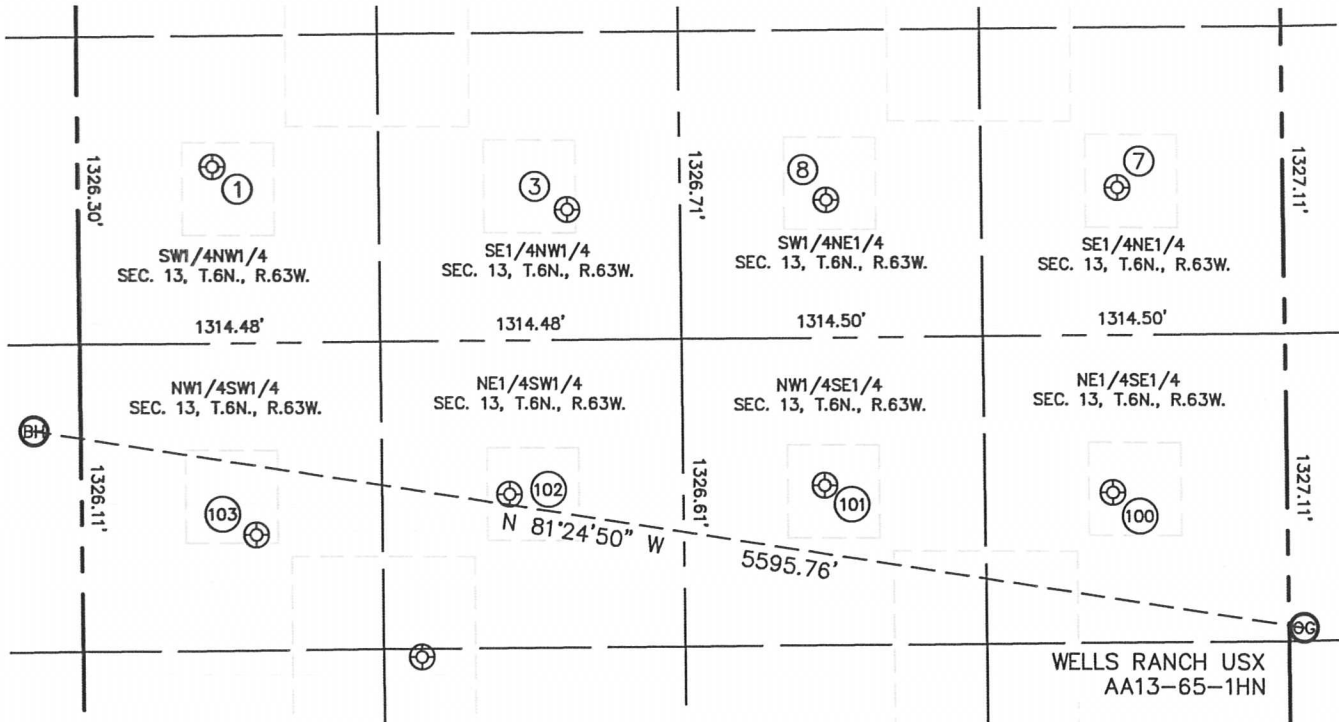 1326.30'
1
3
1326.71'
8
7
1327.11'
SW1/4NW1/4
SEC. 13, T.6N., R.63W.
SE1/4NW1/4
SEC. 13, T.6N., R.63W.
SW1/4NE1/4
SEC. 13, T.6N., R.63W.
SE1/4NE1/4
SEC. 13, T.6N., R.63W.
1314.48'
1314.48'
1314.50'
1314.50'
NW1/4SW1/4
SEC. 13, T.6N., R.63W.
NE1/4SW1/4
SEC. 13, T.6N., R.63W.
NW1/4SE1/4
SEC. 13, T.6N., R.63W.
NE1/4SE1/4
SEC. 13, T.6N., R.63W.
BH
1326.11'
103
102
1326.61'
101
100
1327.11'
N 81°24'50" W 5595.76'
WELLS RANCH USX
AA13-65-1HN